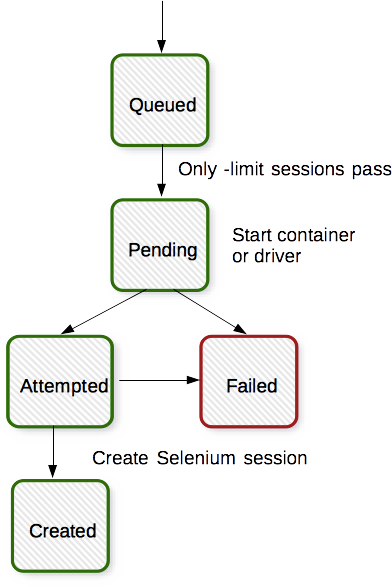 Queued
Only -limit sessions pass
Pending
Start container
or driver
Attempted
Failed
Create Selenium session
Created